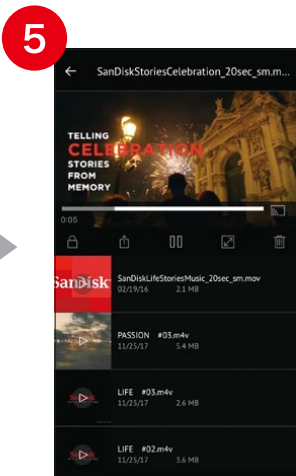 5
SanDiskStoriesCelebration_20sec_sm.m...
TELLING
CELEBRATION
STORIES
FROM
MEMORY
0:05
SanDisk
SanDiskLifeStoriesMusic_20sec_sm.mov
02/19/16 2.1 MB
PASSION #03.m4v
11/25/17 5.4 MB
LIFE #03.m4v
11/25/17 2.6 MB
LIFE #02.m4v
11/25/17 3.6 MB